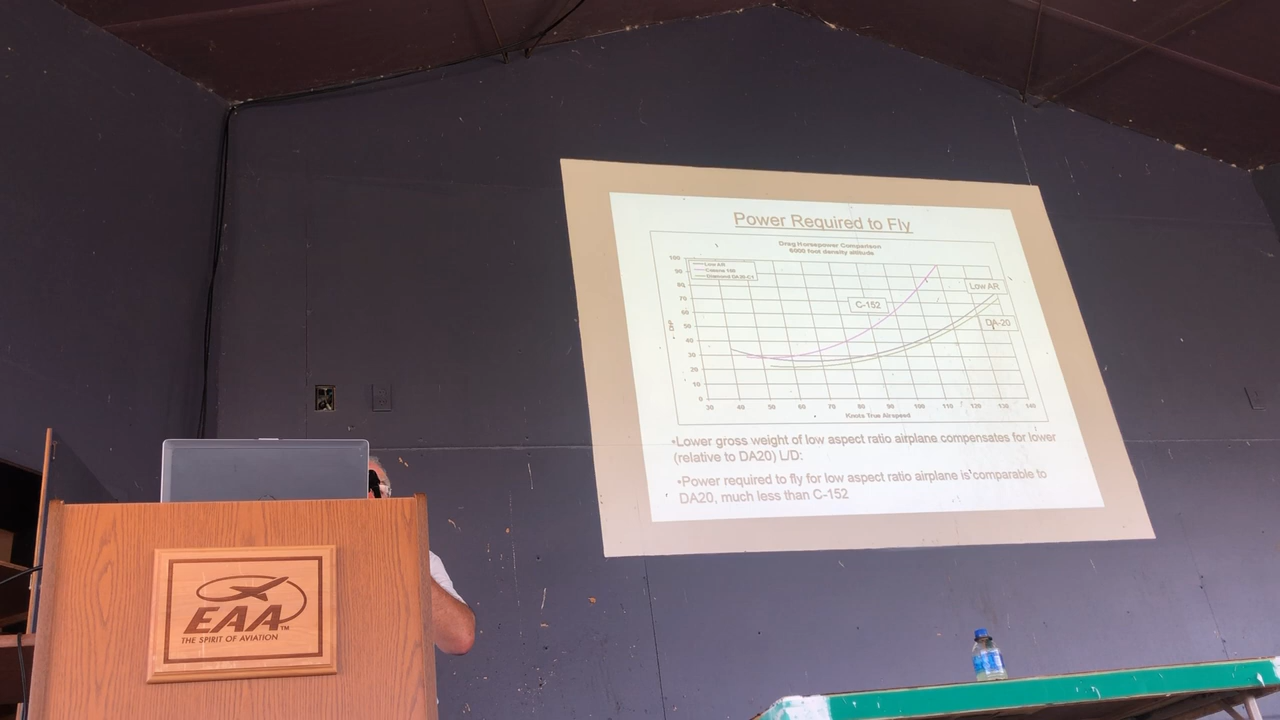 Power Required to Fly
Drag Horsepower Comparison
6000 foot density altitude
Low AR
Diamond DA20-C1
100
90
80
70
60
50
40
30
20
10
0
C-152
Low AR
DA-20
30 40 50 60 70 80 90 100 110 120 130 140
Knots True Airspeed
•Lower gross weight of low aspect ratio airplane compensates for lower
(relative to DA20) L/D:
•Power required to fly for low aspect ratio airplane is comparable to
DA20, much less than C-152
EAA™
THE SPIRIT OF AVIATION